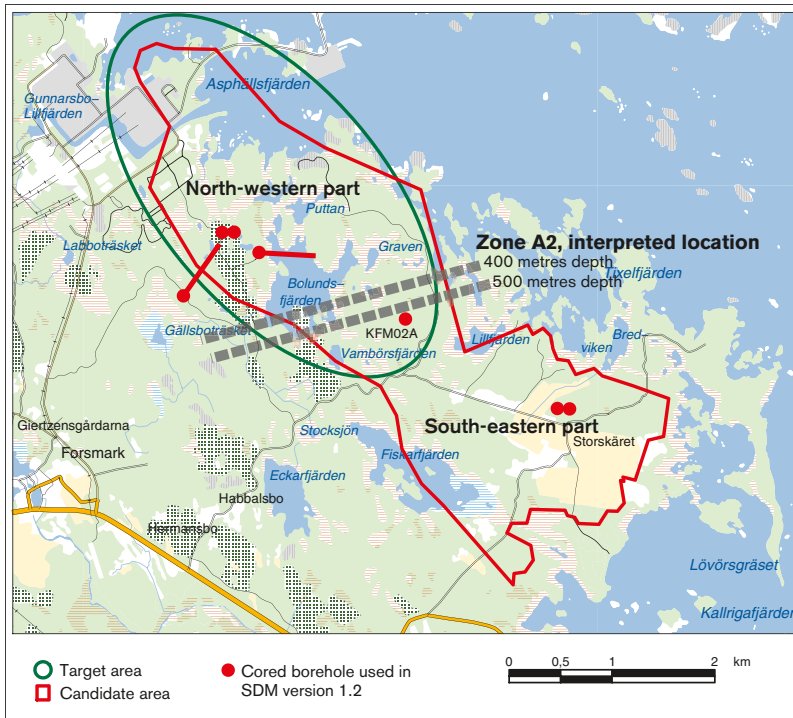 Asphällsfjärden
Gunnarsbo–
Lillfjärden
North-western part
Puttan
Labboträsket
Graven
Zone A2, interpreted location
400 metres depth
Tixelfjärden
500 metres depth
Bolunds-
fjärden
Gällsboträsket
KFM02A
Lillfjärden
Bred-
viken
Vambörsfjärden
Giertzensgårdarna
Forsmark
Stocksjön
South-eastern part
Storskäret
Fiskarfjärden
Eckarfjärden
Habbalsbo
Hermansbo
Lövörsgräset
Kallrigafjärden
Target area
Candidate area
Cored borehole used in
SDM version 1.2
0 0,5 1 2 km